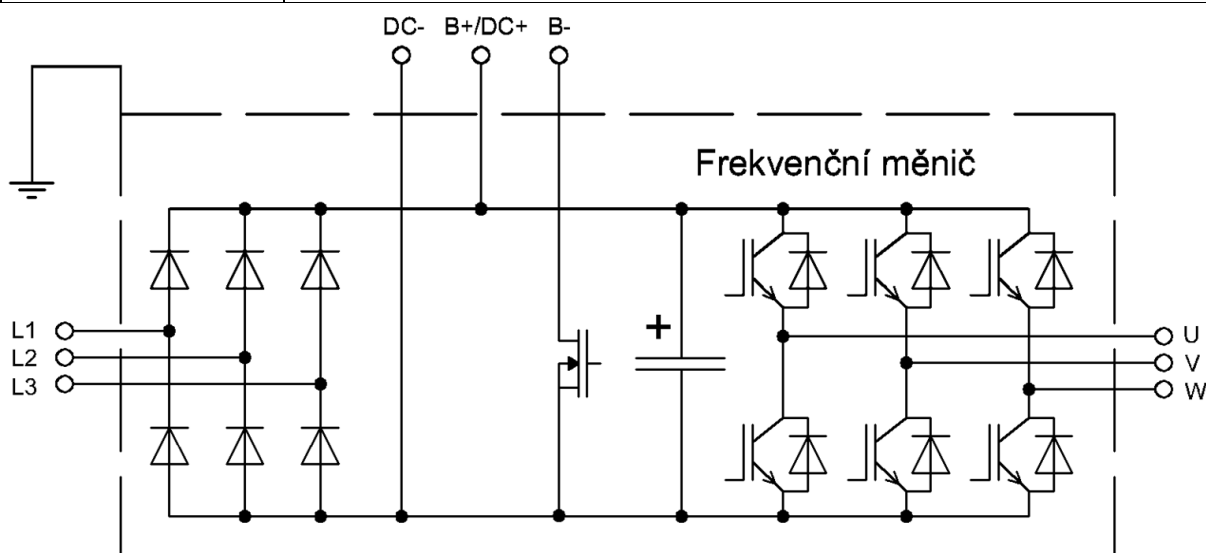 DC- B+/DC+ B-
Frekvenční měnič
L1
L2
L3
+
U
V
W